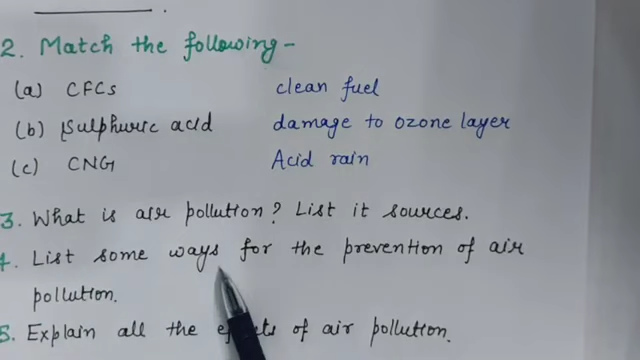 2. Match the following-
(a) CFCs clean fuel
(b) Sulphuric acid damage to ozone layer
(c) CNG Acid rain
3. What is air pollution? List it sources.
4. List some ways for the prevention of air
pollution.
5. Explain all the effects of air pollution.